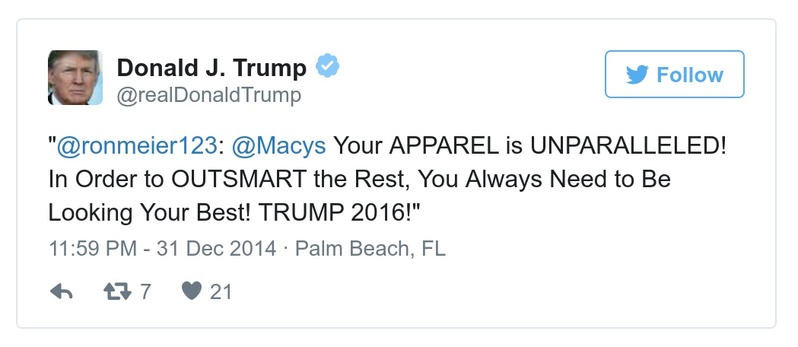 Donald J. Trump
@realDonaldTrump
Follow
"@ronmeier123: @Macys Your APPAREL is UNPARALLELED!
In Order to OUTSMART the Rest, You Always Need to Be
Looking Your Best! TRUMP 2016!"
11:59 PM - 31 Dec 2014 · Palm Beach, FL
7 21